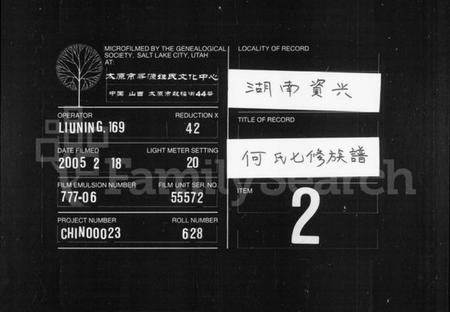 MICROFILMED BY THE GENEALOGICAL
SOCIETY, SALT LAKE CITY, UTAH
AT
太原市寻源姓民文化中心
中国 山西 太原市鼓楼街44号
OPERATOR REDUCTION X
LIUNING, 169 42
DATE FILMED LIGHT METER SETTING
2005 2 18 20
FILM EMULSION NUMBER FILM UNIT SER. NO.
777-06 55572
PROJECT NUMBER ROLL NUMBER
CHIN00023 628
LOCALITY OF RECORD
湖南資兴
TITLE OF RECORD
何氏七修族譜
ITEM
2
FamilySearch